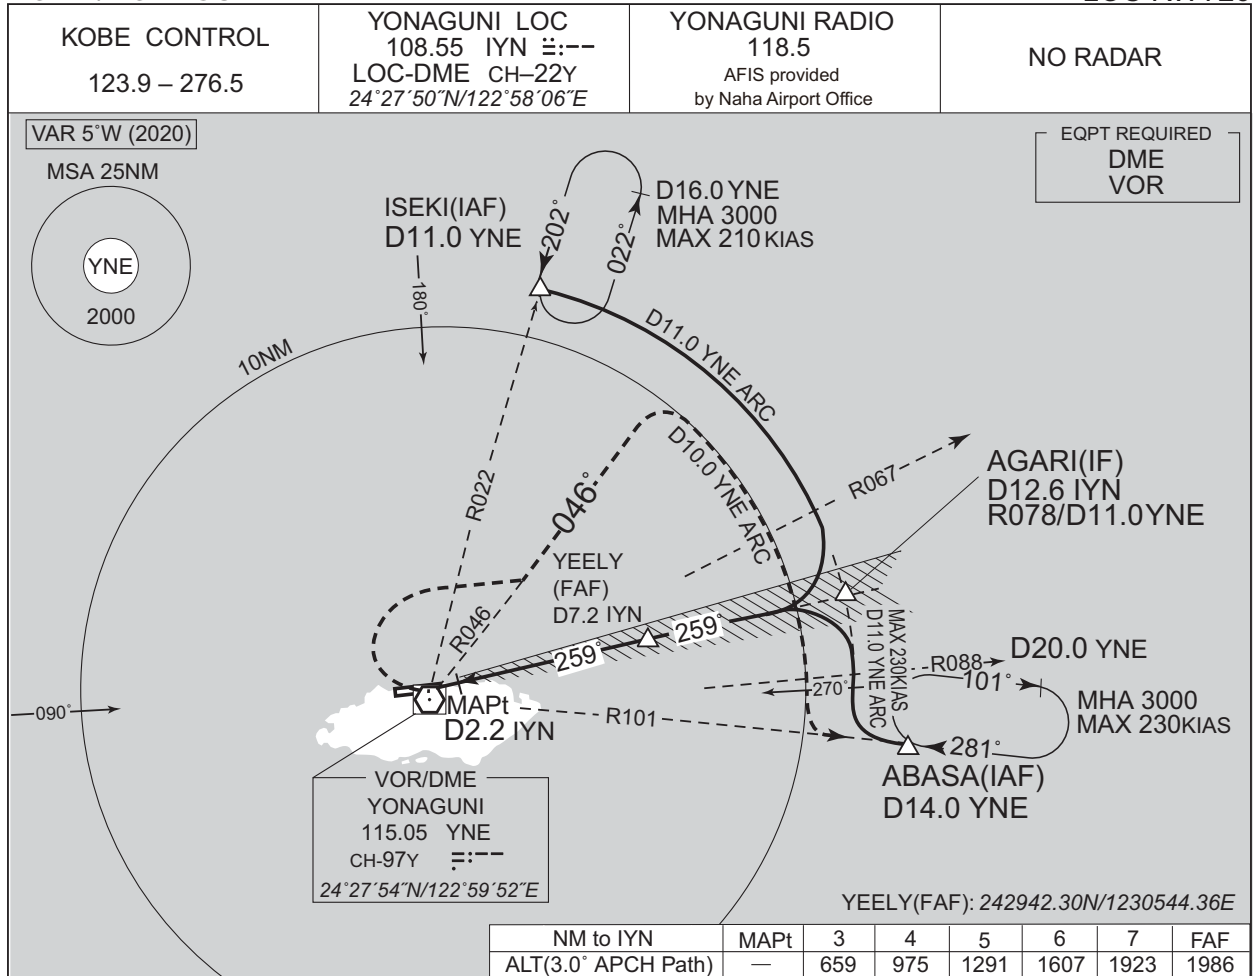 KOBE CONTROL
123.9 – 276.5
YONAGUNI LOC
108.55 IYN
LOC-DME CH–22Y
24°27´50˝N/122°58´06˝E
YONAGUNI RADIO
118.5
AFIS provided
by Naha Airport Office
NO RADAR
VAR 5°W (2020)
MSA 25NM
YNE
2000
EQPT REQUIRED
DME
VOR
ISEKI(IAF)
D11.0 YNE
180°
202°
022°
D16.0 YNE
MHA 3000
MAX 210 KIAS
10NM
D11.0 YNE ARC
D10.0 YNE ARC
R022
046°
R046
R067
AGARI(IF)
D12.6 IYN
R078/D11.0YNE
YEELY
(FAF)
D7.2 IYN
259°
259°
MAX 230KIAS
D11.0 YNE ARC
R088
D20.0 YNE
270°
101°
MHA 3000
MAX 230KIAS
281°
090°
MAPt
D2.2 IYN
R101
ABASA(IAF)
D14.0 YNE
VOR/DME
YONAGUNI
115.05 YNE
CH-97Y
24°27´54˝N/122°59´52˝E
YEELY(FAF): 242942.30N/1230544.36E
NM to IYN MAPt 3 4 5 6 7 FAF
ALT(3.0° APCH Path) — 659 975 1291 1607 1923 1986